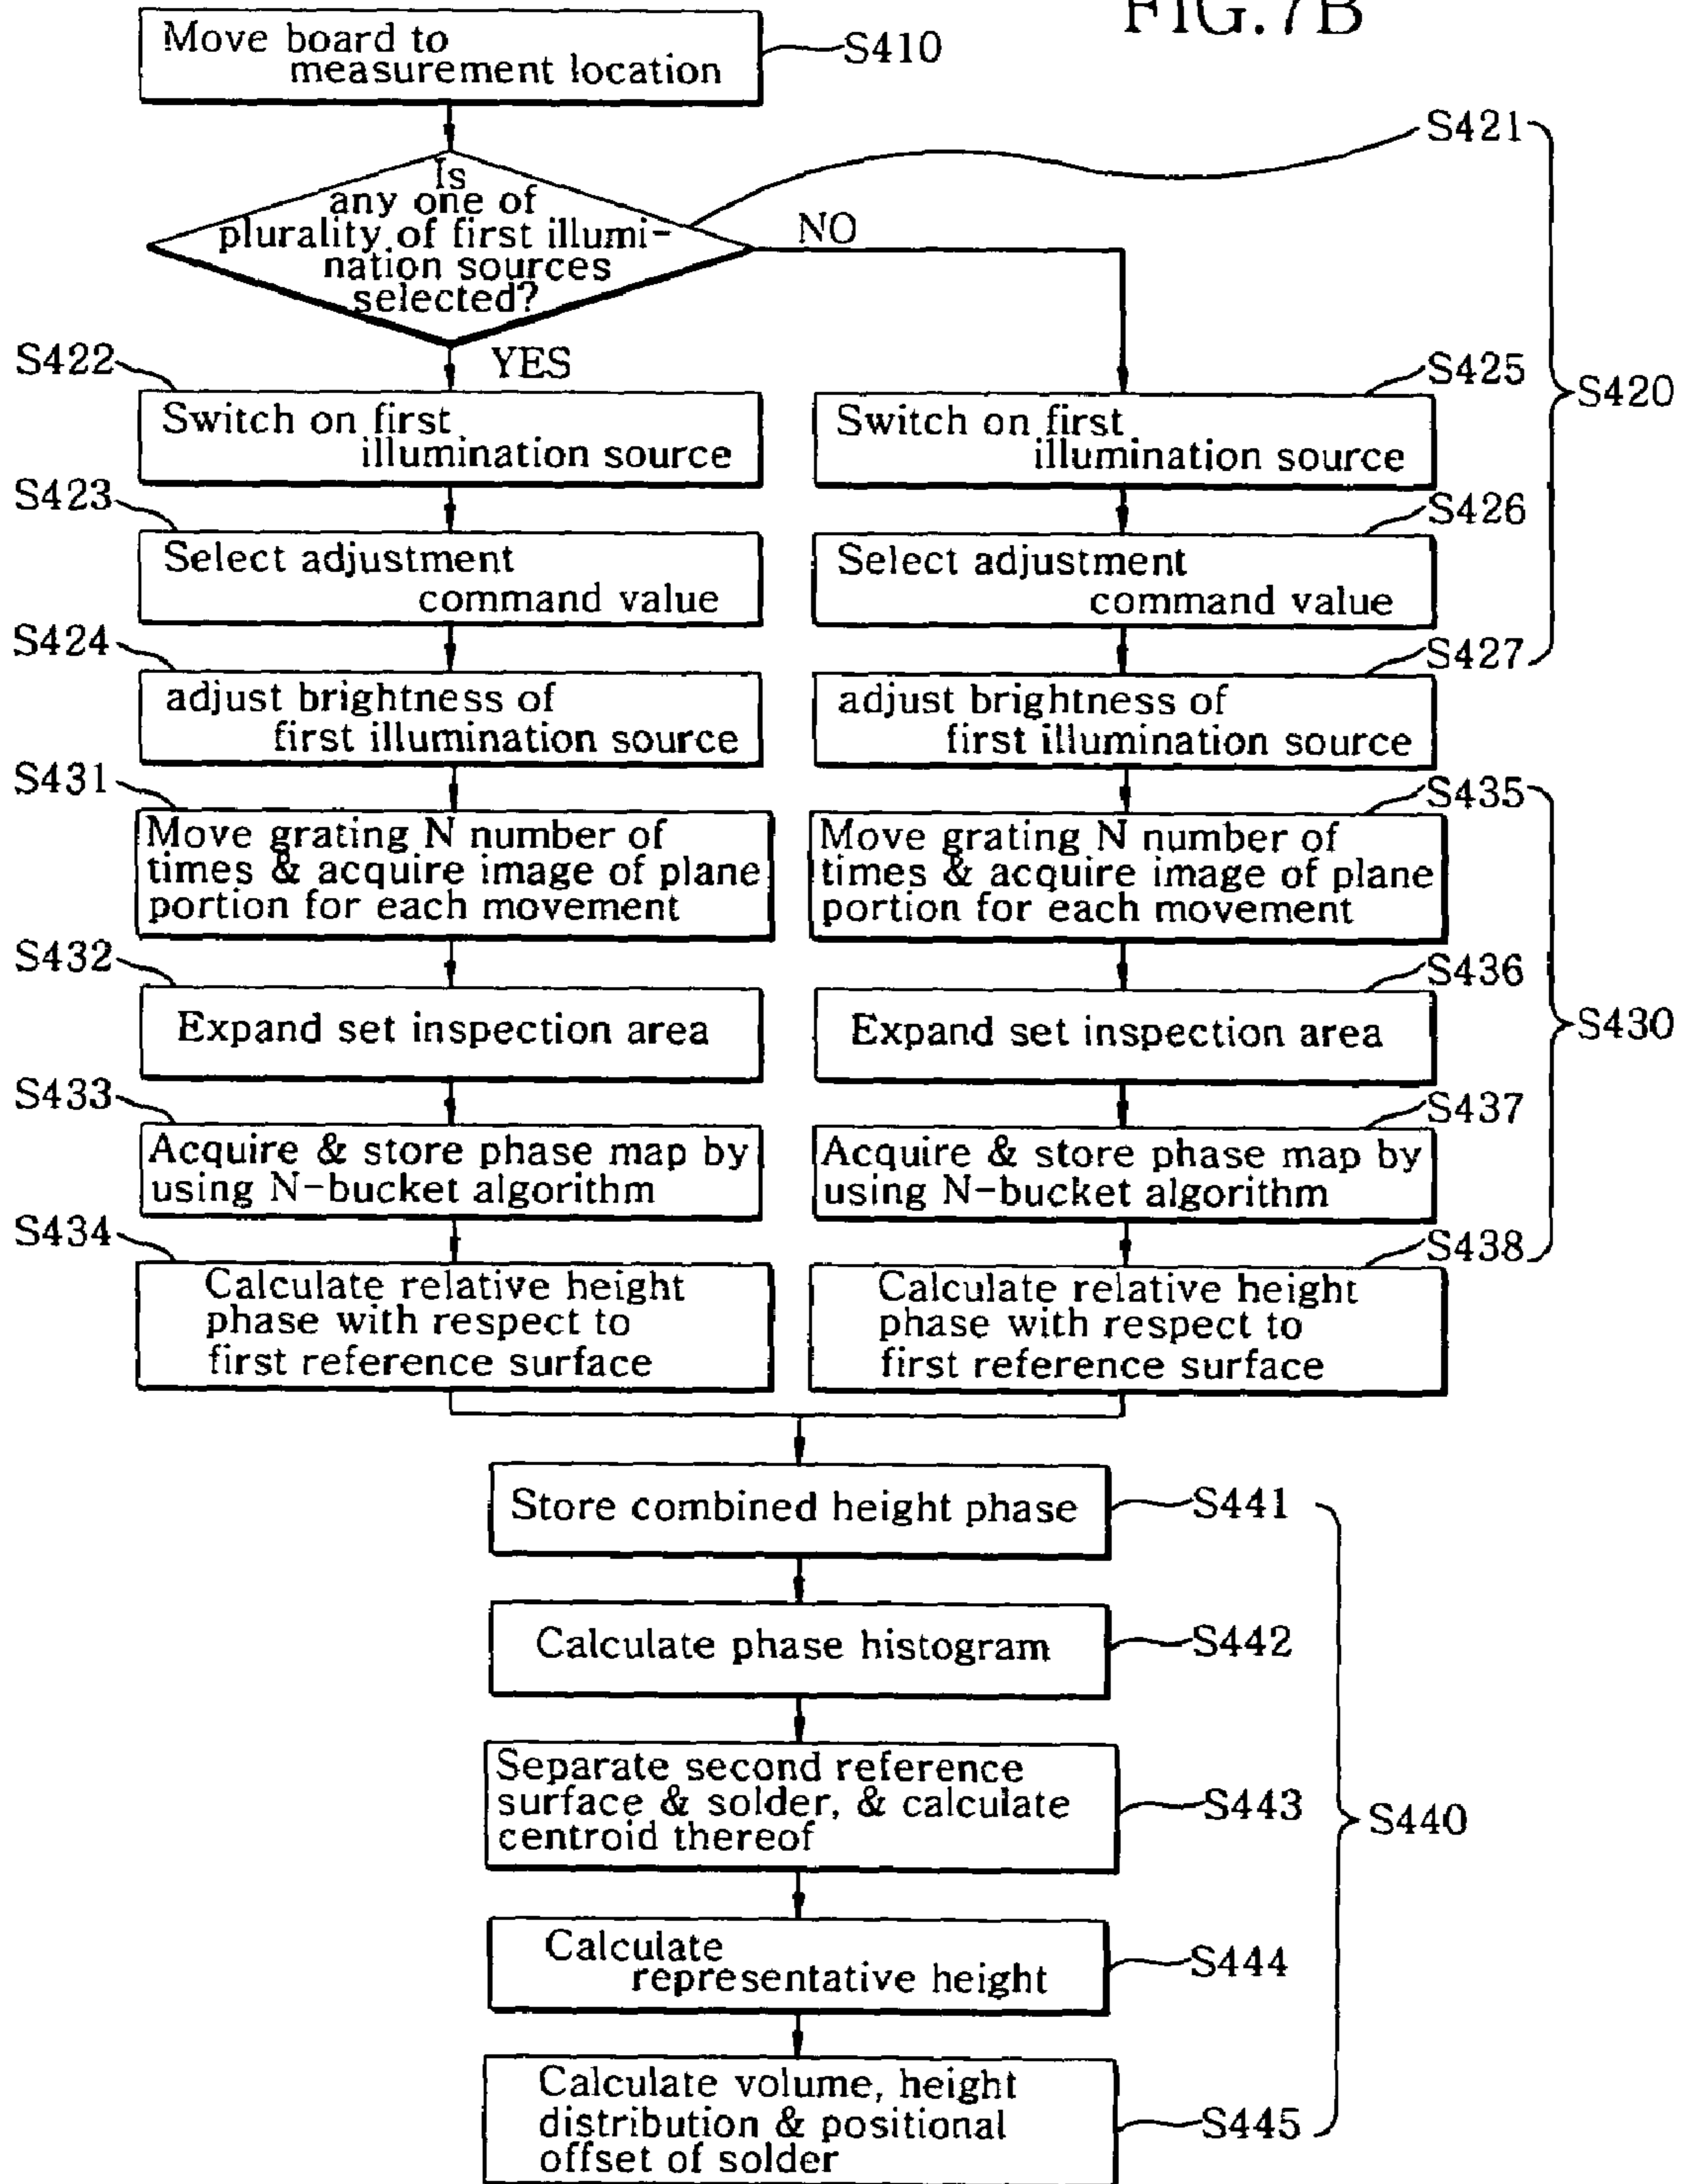 FIG.7B
Move board to
measurement location
S410
S421
Is
any one of
plurality of first illumi-
nation sources
selected?
NO
YES
S422
Switch on first
illumination source
S425
Switch on first
illumination source
S420
S423
Select adjustment
command value
S426
Select adjustment
command value
S424
adjust brightness of
first illumination source
S427
adjust brightness of
first illumination source
S431
Move grating N number of
times & acquire image of plane
portion for each movement
S435
Move grating N number of
times & acquire image of plane
portion for each movement
S432
Expand set inspection area
S436
Expand set inspection area
S430
S433
Acquire & store phase map by
using N-bucket algorithm
S437
Acquire & store phase map by
using N-bucket algorithm
S434
Calculate relative height
phase with respect to
first reference surface
S438
Calculate relative height
phase with respect to
first reference surface
Store combined height phase
S441
Calculate phase histogram
S442
Separate second reference
surface & solder, & calculate
centroid thereof
S443
S440
Calculate
representative height
S444
Calculate volume, height
distribution & positional
offset of solder
S445